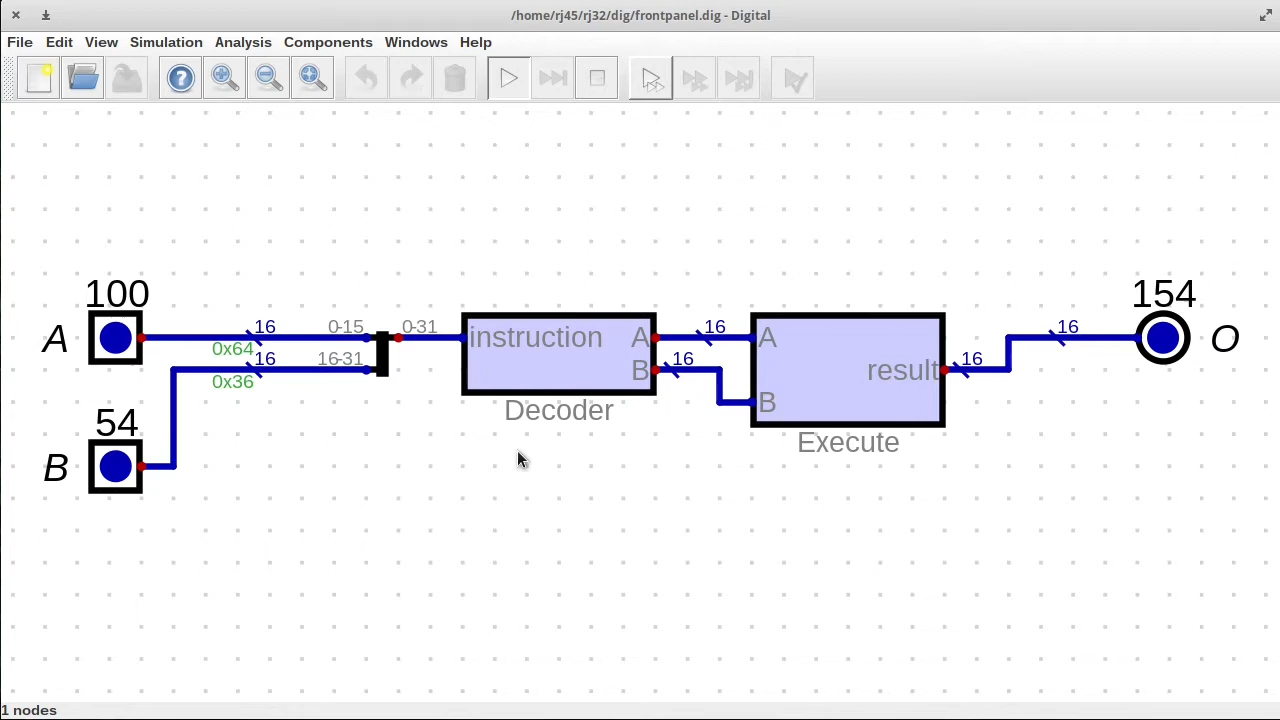 /home/rj45/rj32/dig/frontpanel.dig - Digital
File Edit View Simulation Analysis Components Windows Help
100
154
A
16
0-15
0-31
instruction
A
16
A
16
O
0x64
16
16-31
B
16
result
16
0x36
54
B
Decoder
Execute
B
1 nodes